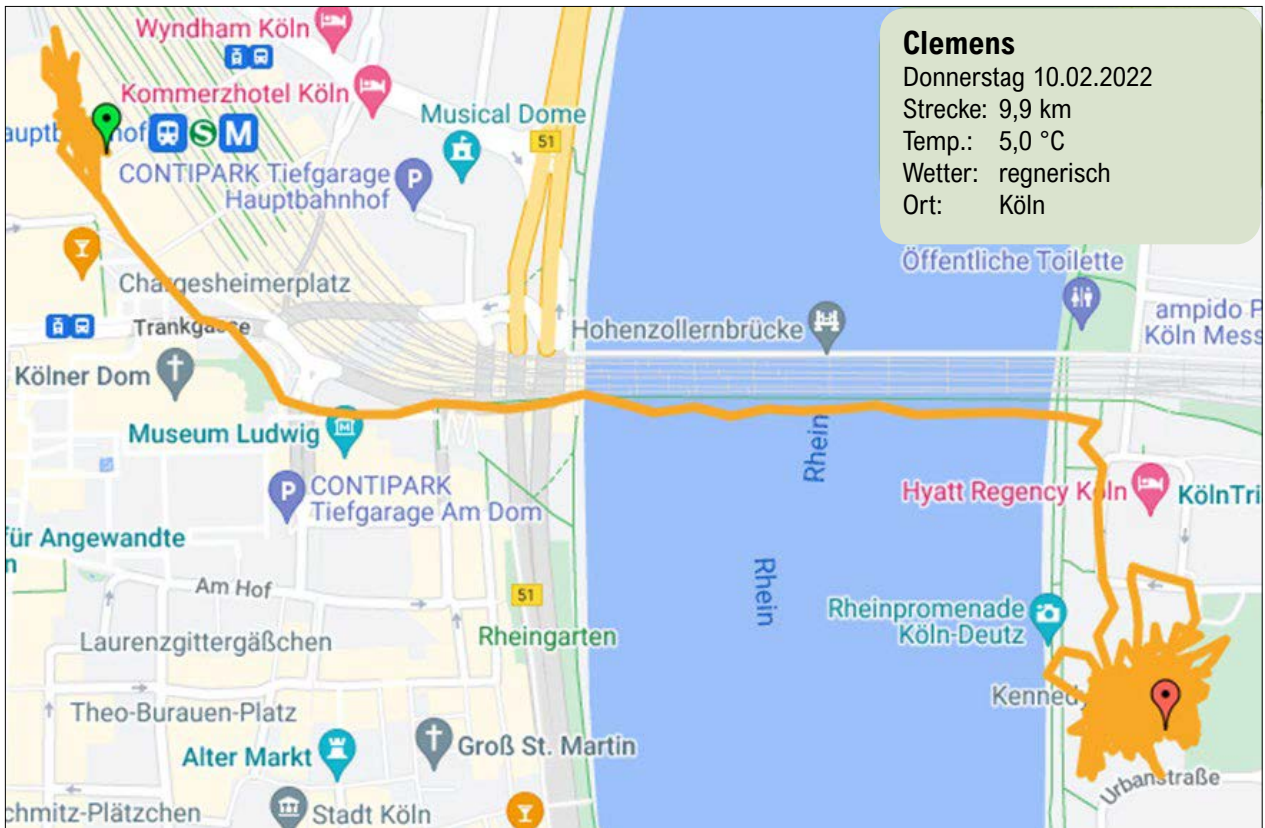 Clemens
Donnerstag 10.02.2022
Strecke: 9,9 km
Temp.: 5,0 °C
Wetter: regnerisch
Ort: Köln
Wyndham Köln
Kommerzhotel Köln
Musical Dome
51
S M
CONTIPARK Tiefgarage
Hauptbahnhof
P
Öffentliche Toilette
Chargesheimerplatz
ampido P
Köln Mess
Trankgasse
Hohenzollernbrücke
Kölner Dom
Museum Ludwig
M
Rhein
P
CONTIPARK
Tiefgarage Am Dom
Hyatt Regency Köln
KölnTri
für Angewandte
n
Rhein
Am Hof
51
Rheinpromenade
Köln-Deutz
Laurenzgittergäßchen
Rheingarten
Kennedy
Theo-Burauen-Platz
Alter Markt
Groß St. Martin
Urbanstraße
chmitz-Plätzchen
Stadt Köln